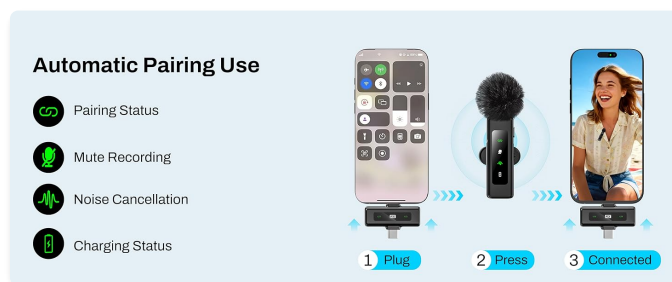 Automatic Pairing Use
Pairing Status
Mute Recording
Noise Cancellation
Charging Status
1 Plug
2 Press
3 Connected